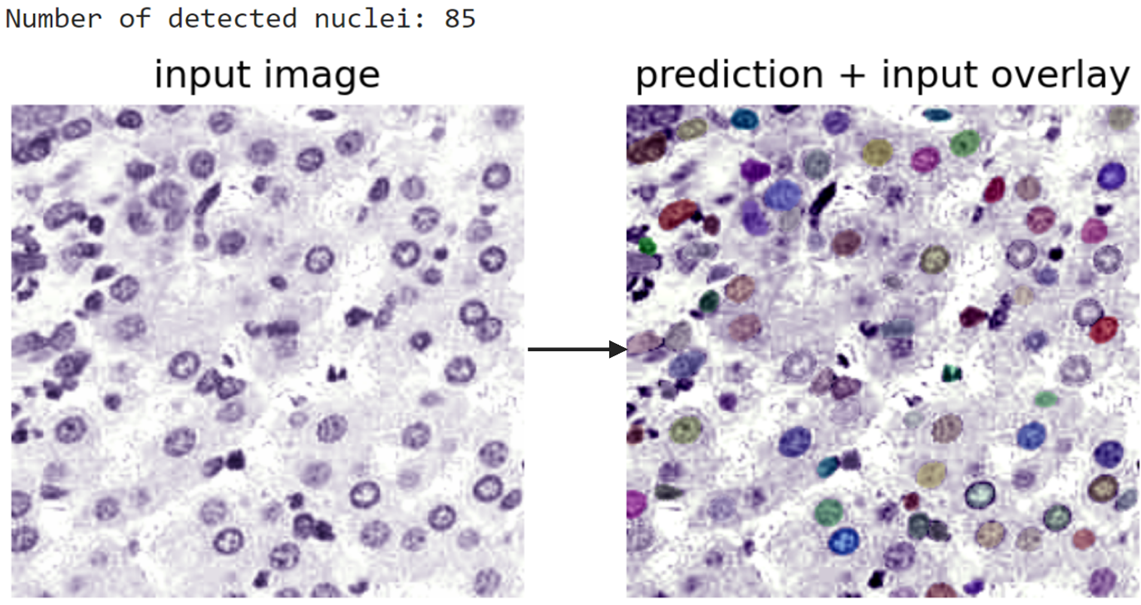 Number of detected nuclei: 85
input image
prediction + input overlay